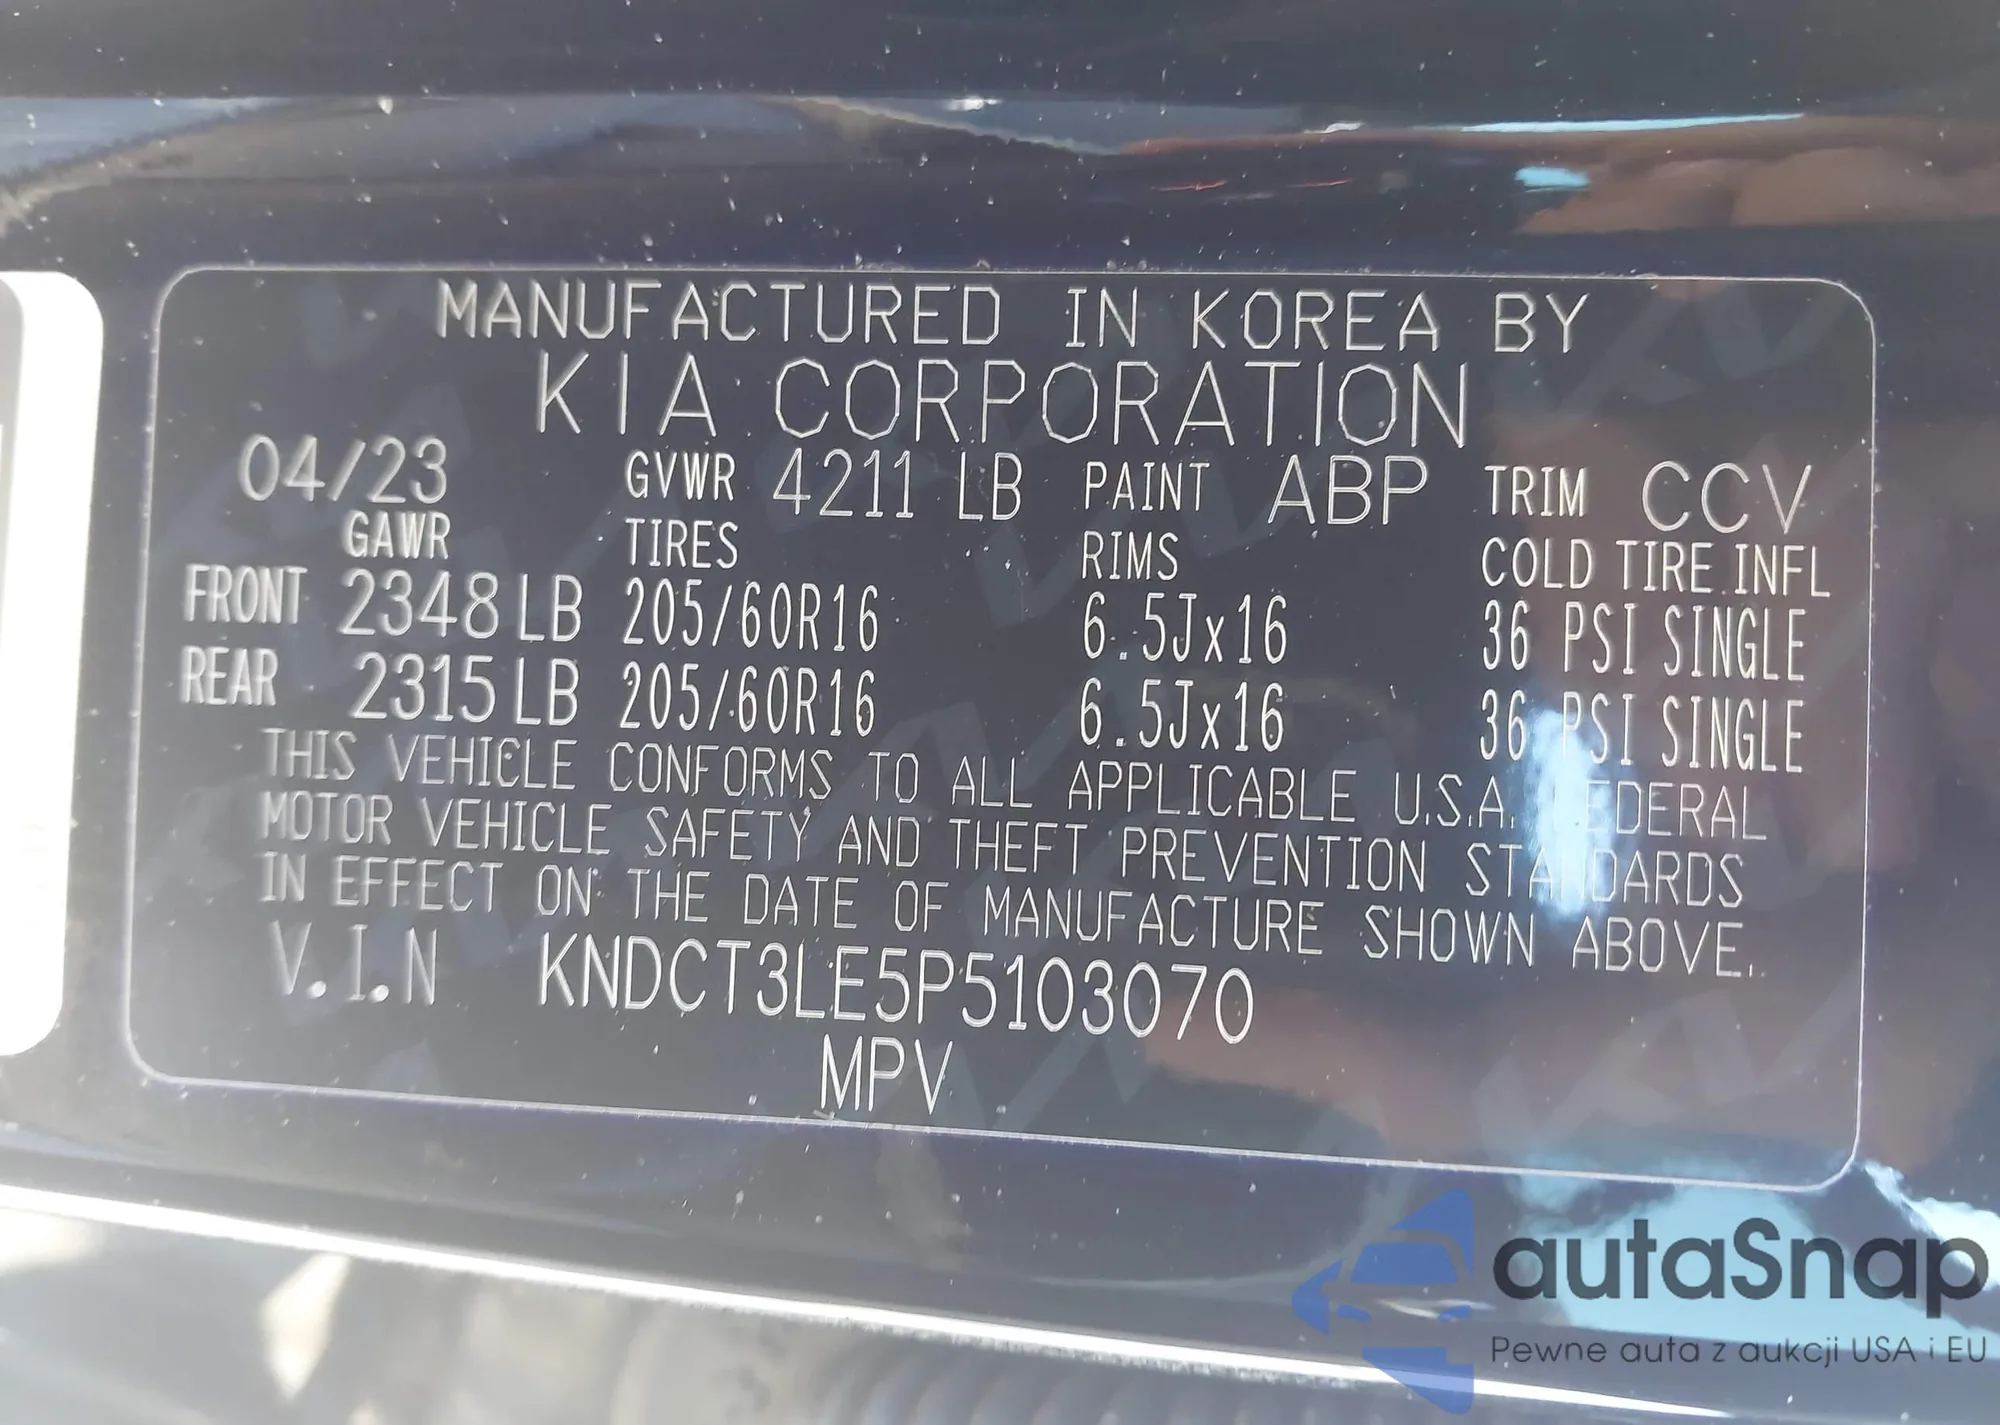 MANUFACTURED IN KOREA BY
KIA CORPORATION
04/23 GVWR 4211 LB PAINT ABP TRIM CCV
GAWR TIRES RIMS COLD TIRE INFL
FRONT 2348 LB 205/60R16 6.5Jx16 36 PSI SINGLE
REAR 2315 LB 205/60R16 6.5Jx16 36 PSI SINGLE
THIS VEHICLE CONFORMS TO ALL APPLICABLE U.S.A. FEDERAL
MOTOR VEHICLE SAFETY AND THEFT PREVENTION STANDARDS
IN EFFECT ON THE DATE OF MANUFACTURE SHOWN ABOVE.
V.I.N KNDCT3LE5P5103070
MPV
autaSnap
Pewne auta z aukcji USA i EU